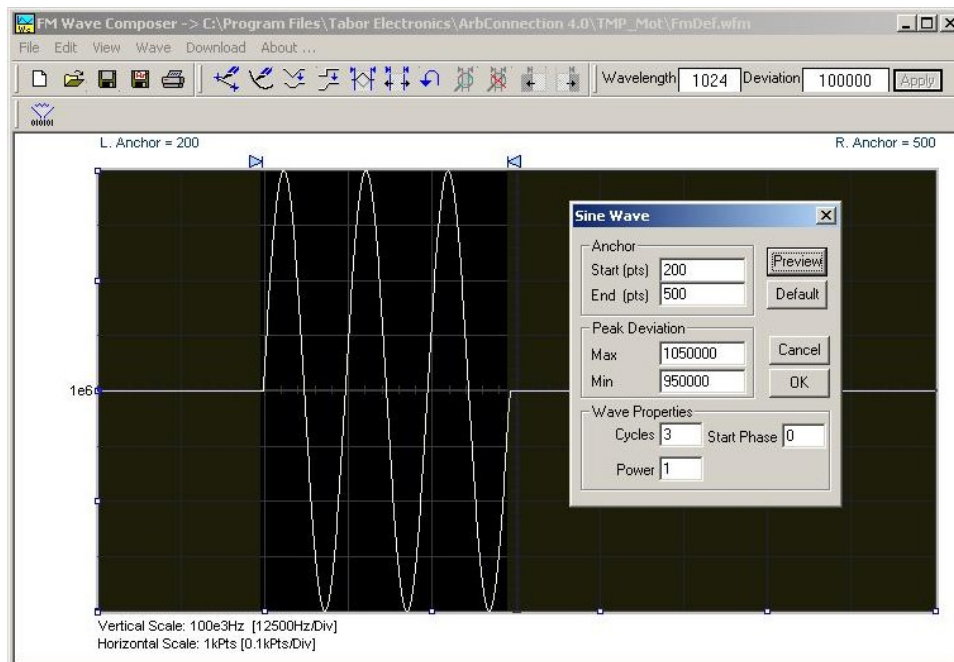 FM Wave Composer -> C:\Program Files\Tabor Electronics\ArbConnection 4.0\TMP_Mot\FmDef.wfm
File Edit View Wave Download About ...
Wavelength 1024 Deviation 100000 Apply
010101
L. Anchor = 200
R. Anchor = 500
1e6
Sine Wave
Anchor
Start (pts) 200
End (pts) 500
Preview
Default
Peak Deviation
Max 1050000
Min 950000
Cancel
OK
Wave Properties
Cycles 3 Start Phase 0
Power 1
Vertical Scale: 100e3Hz [12500Hz/Div]
Horizontal Scale: 1kPts [0.1kPts/Div]